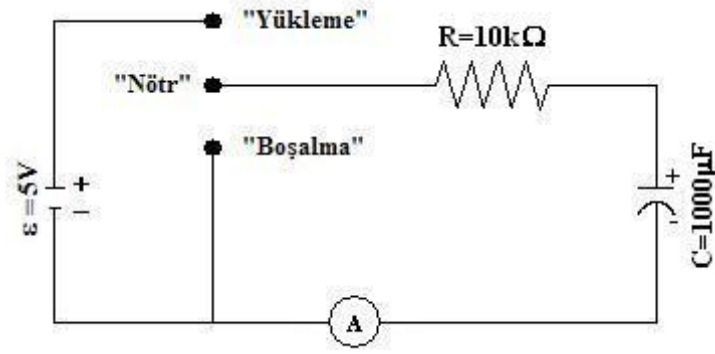 "Yükleme"
R=10kΩ
"Nötr"
"Boşalma"
ε =5V
+
−
+
-
C=1000µF
A